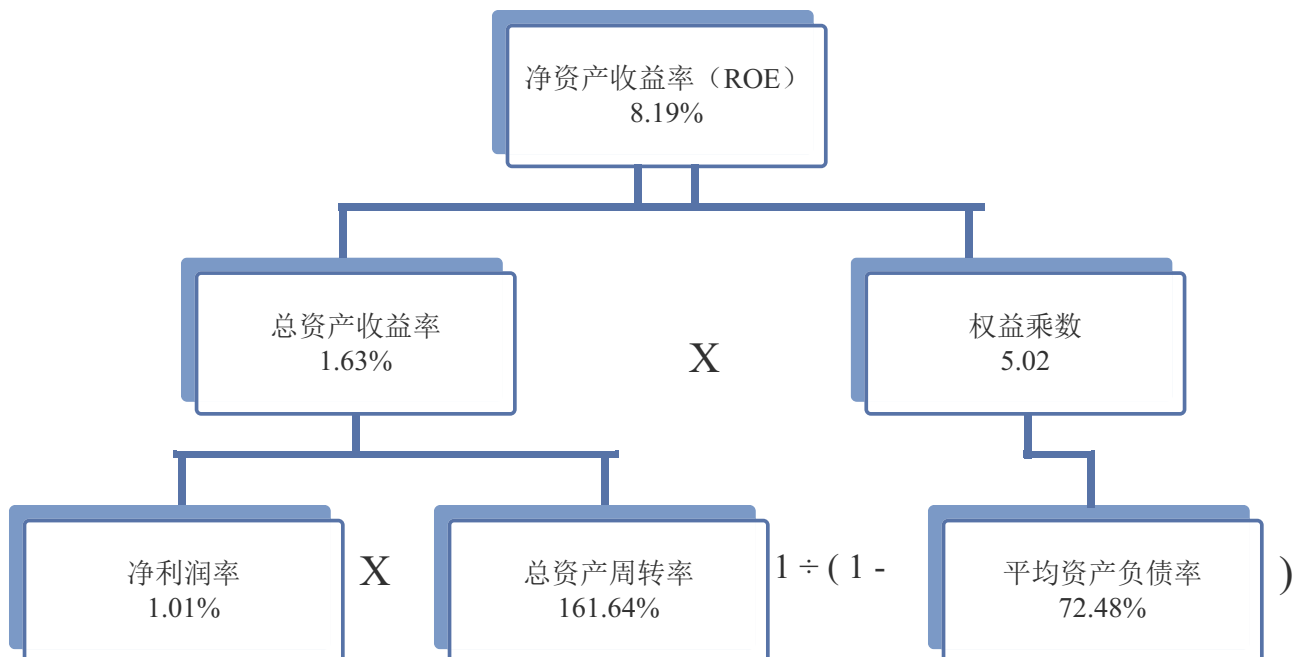 净资产收益率（ROE）
8.19%
总资产收益率
1.63%
X
权益乘数
5.02
净利润率
1.01%
X
总资产周转率
161.64%
1 ÷ ( 1 -
平均资产负债率
72.48%
)